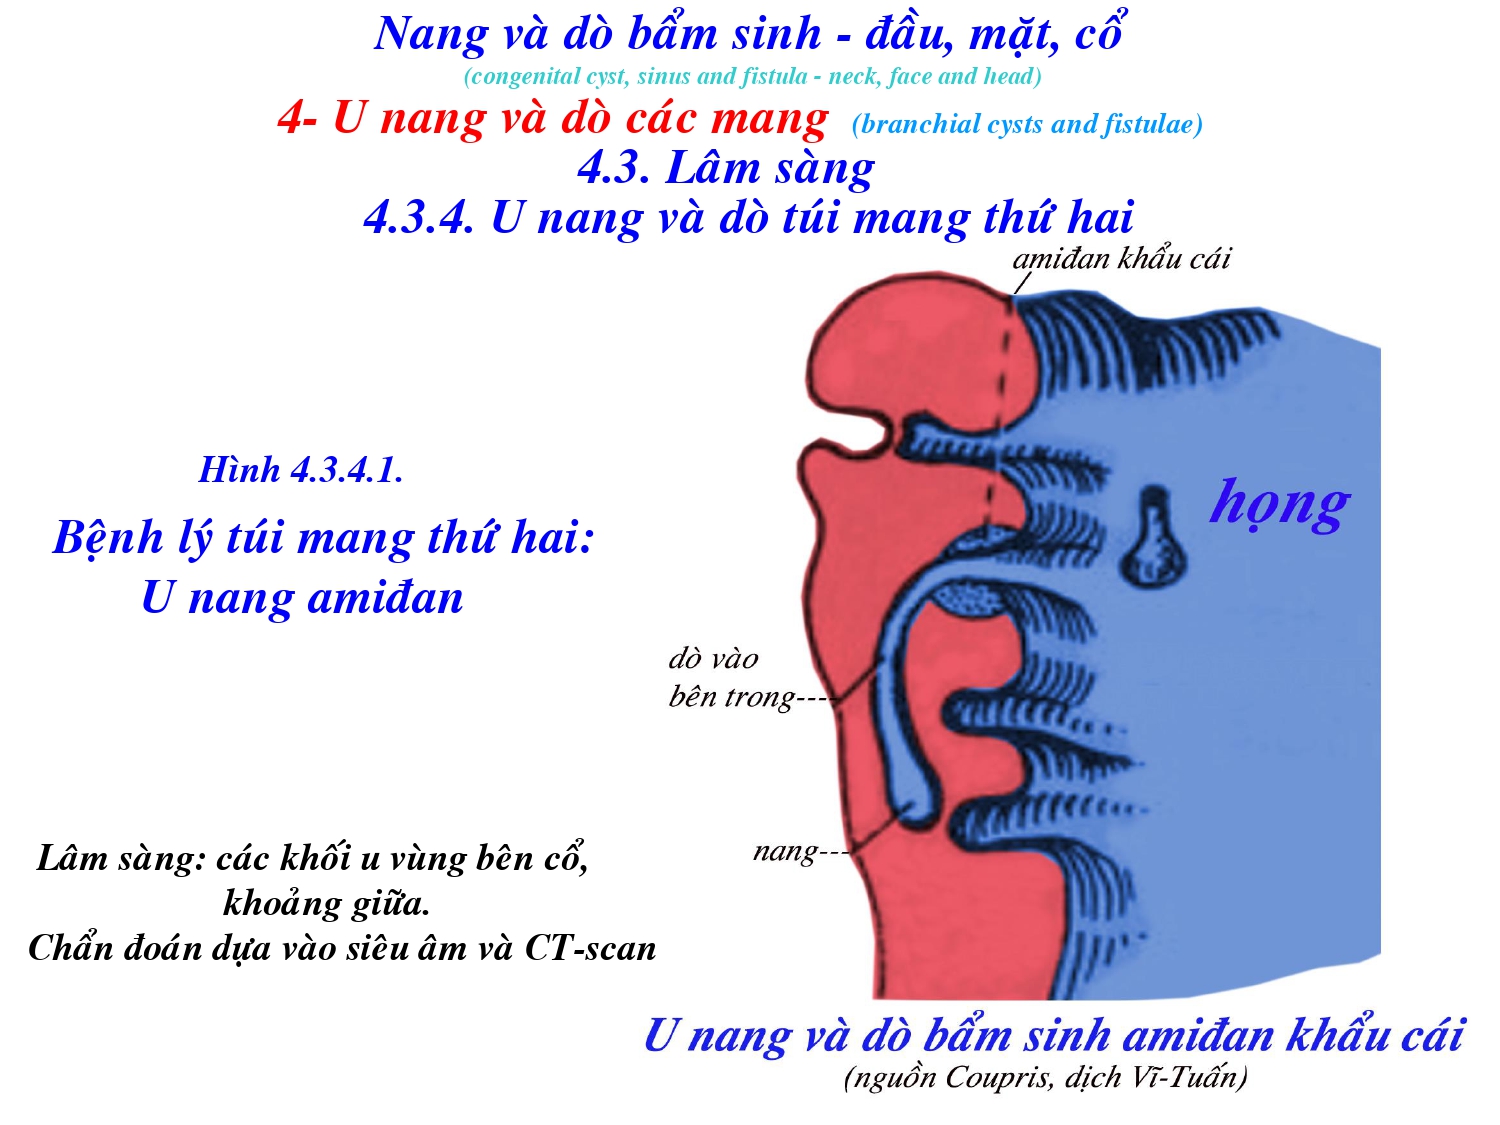 Nang và dò bẩm sinh - đầu, mặt, cổ
(congenital cyst, sinus and fistula - neck, face and head)
4- U nang và dò các mang (branchial cysts and fistulae)
4.3. Lâm sàng
4.3.4. U nang và dò túi mang thứ hai
amiđan khẩu cái
Hình 4.3.4.1.
họng
Bệnh lý túi mang thứ hai:
U nang amiđan
dò vào
bên trong----
nang---
Lâm sàng: các khối u vùng bên cổ,
khoảng giữa.
Chẩn đoán dựa vào siêu âm và CT-scan
U nang và dò bẩm sinh amiđan khẩu cái
(nguồn Coupris, dịch Vĩ-Tuấn)